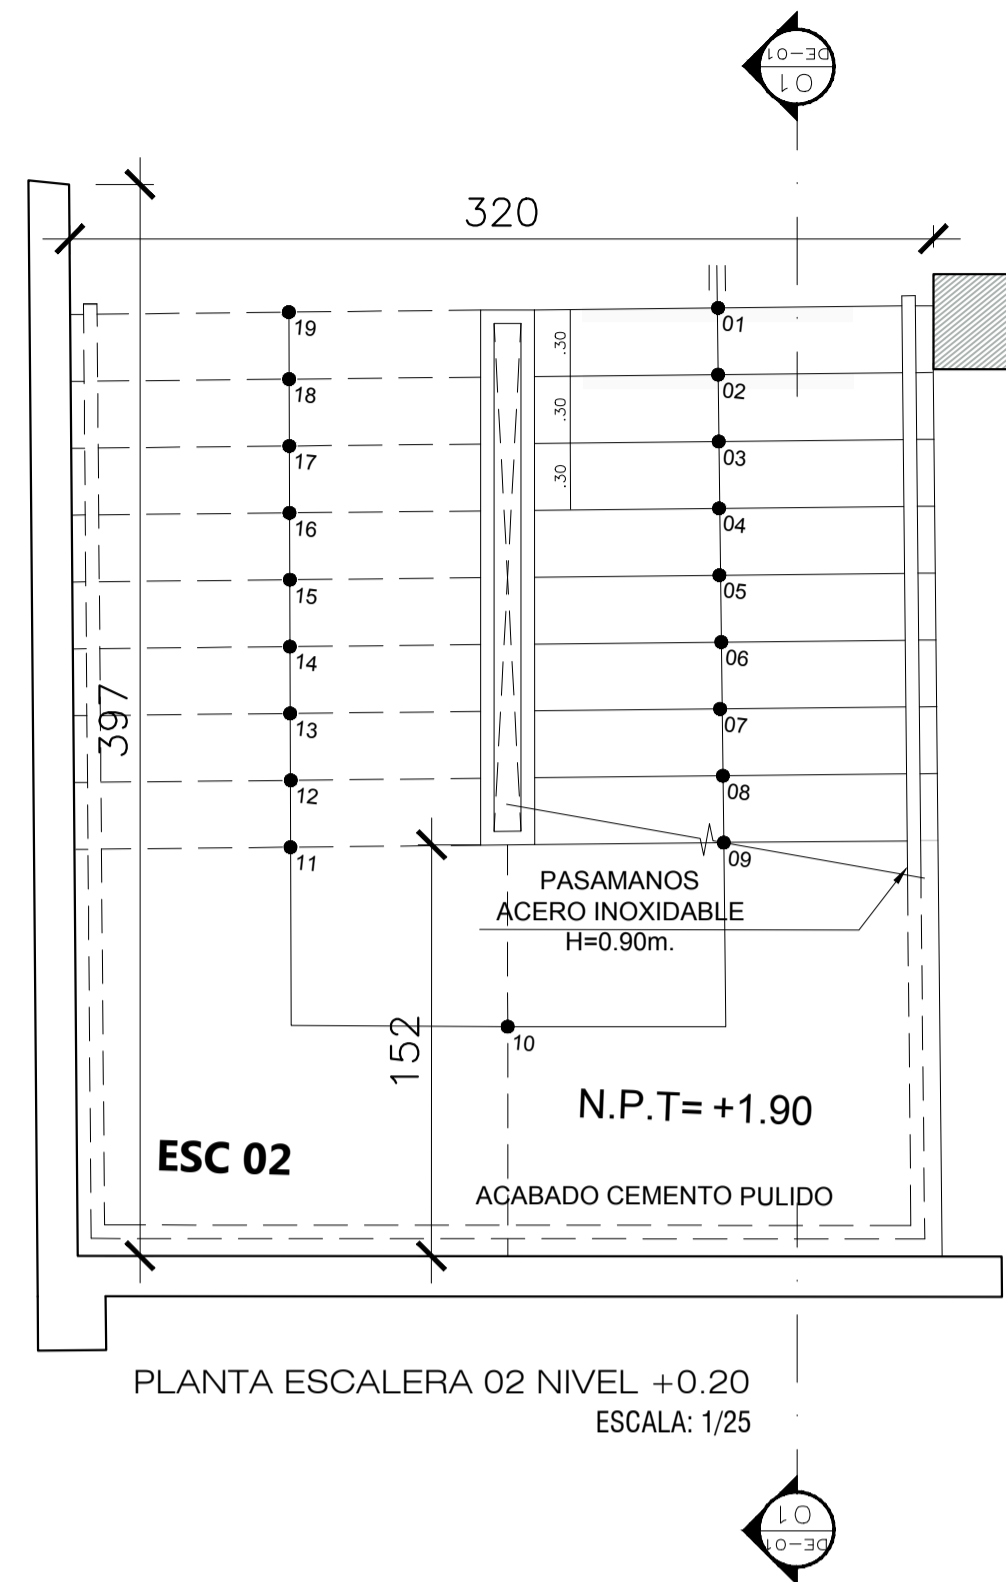 DE-01
01
320
19
01
.30
18
02
.30
17
03
.30
16
04
15
05
14
06
397
13
07
12
08
11
09
PASAMANOS
ACERO INOXIDABLE
H=0.90m.
152
10
N.P.T= +1.90
ESC 02
ACABADO CEMENTO PULIDO
PLANTA ESCALERA 02 NIVEL +0.20
ESCALA: 1/25
01
DE-01